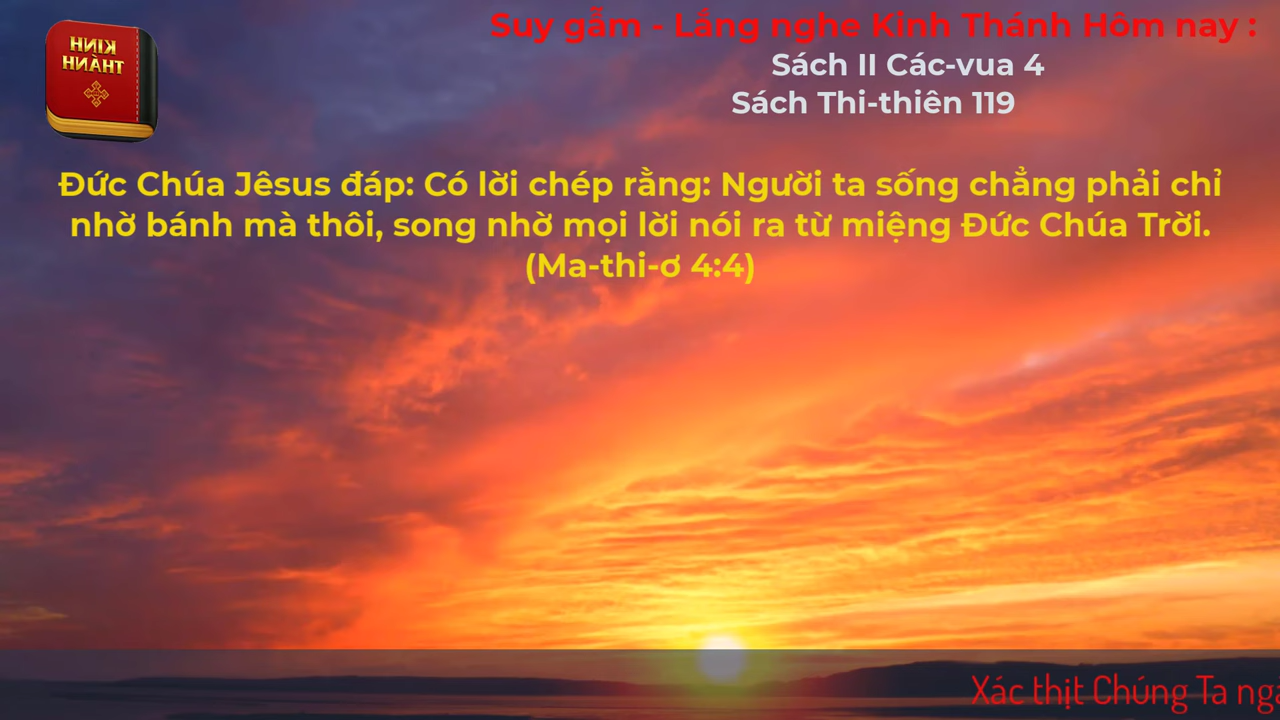 Suy gẫm - Lắng nghe Kinh Thánh Hôm nay :
Sách II Các-vua 4
Sách Thi-thiên 119
KINH
THÁNH
Đức Chúa Jêsus đáp: Có lời chép rằng: Người ta sống chẳng phải chỉ
nhờ bánh mà thôi, song nhờ mọi lời nói ra từ miệng Đức Chúa Trời.
(Ma-thi-ơ 4:4)
Xác thịt Chúng Ta